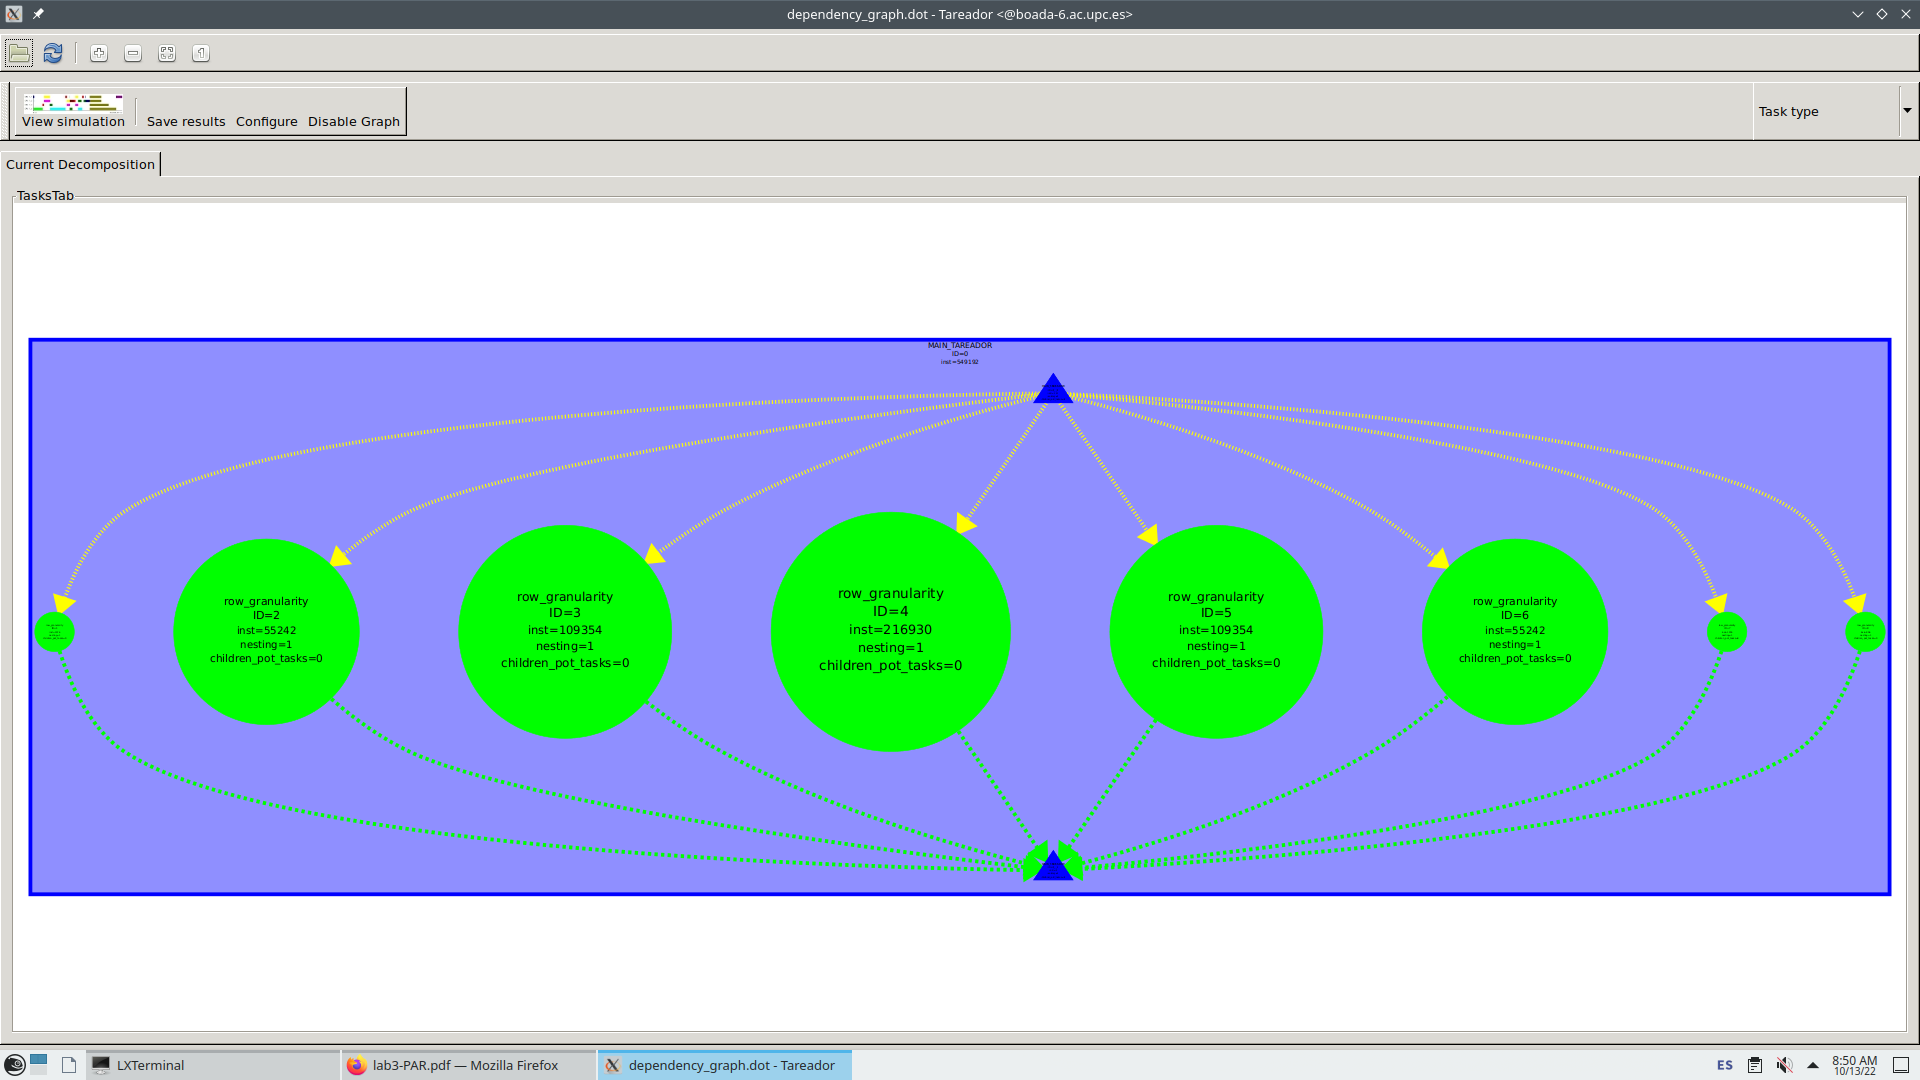 dependency_graph.dot - Tareador <@boada-6.ac.upc.es>
View simulation
Save results
Configure
Disable Graph
Task type
Current Decomposition
TasksTab
MAIN_TAREADOR
ID=0
inst=549192
row_granularity
ID=2
inst=55242
nesting=1
children_pot_tasks=0
row_granularity
ID=3
inst=109354
nesting=1
children_pot_tasks=0
row_granularity
ID=4
inst=216930
nesting=1
children_pot_tasks=0
row_granularity
ID=5
inst=109354
nesting=1
children_pot_tasks=0
row_granularity
ID=6
inst=55242
nesting=1
children_pot_tasks=0
LXTerminal
lab3-PAR.pdf — Mozilla Firefox
dependency_graph.dot - Tareador
ES
8:50 AM
10/13/22